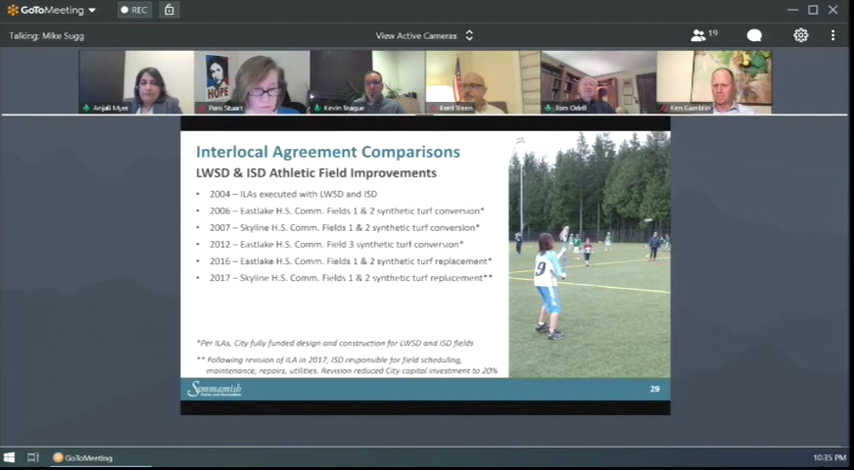 GoToMeeting
REC
Talking: Mike Sugg
View Active Cameras
19
HOPE
Anjali Myer
Pam Stuart
Kevin Teague
Kent Treen
Tom Odell
Ken Gamblin
Interlocal Agreement Comparisons
LWSD & ISD Athletic Field Improvements
• 2004 – ILAs executed with LWSD and ISD
• 2006 – Eastlake H.S. Comm. Fields 1 & 2 synthetic turf conversion*
• 2007 – Skyline H.S. Comm. Fields 1 & 2 synthetic turf conversion*
• 2012 – Eastlake H.S. Comm. Field 3 synthetic turf conversion*
• 2016 – Eastlake H.S. Comm. Fields 1 & 2 synthetic turf replacement*
• 2017 – Skyline H.S. Comm. Fields 1 & 2 synthetic turf replacement**
9
*Per ILAs, City fully funded design and construction for LWSD and ISD fields
** Following revision of ILA in 2017, ISD responsible for field scheduling,
maintenance, repairs, utilities. Revision reduced City capital investment to 20%
Sammamish
Parks and Recreation
29
GoToMeeting
10:35 PM